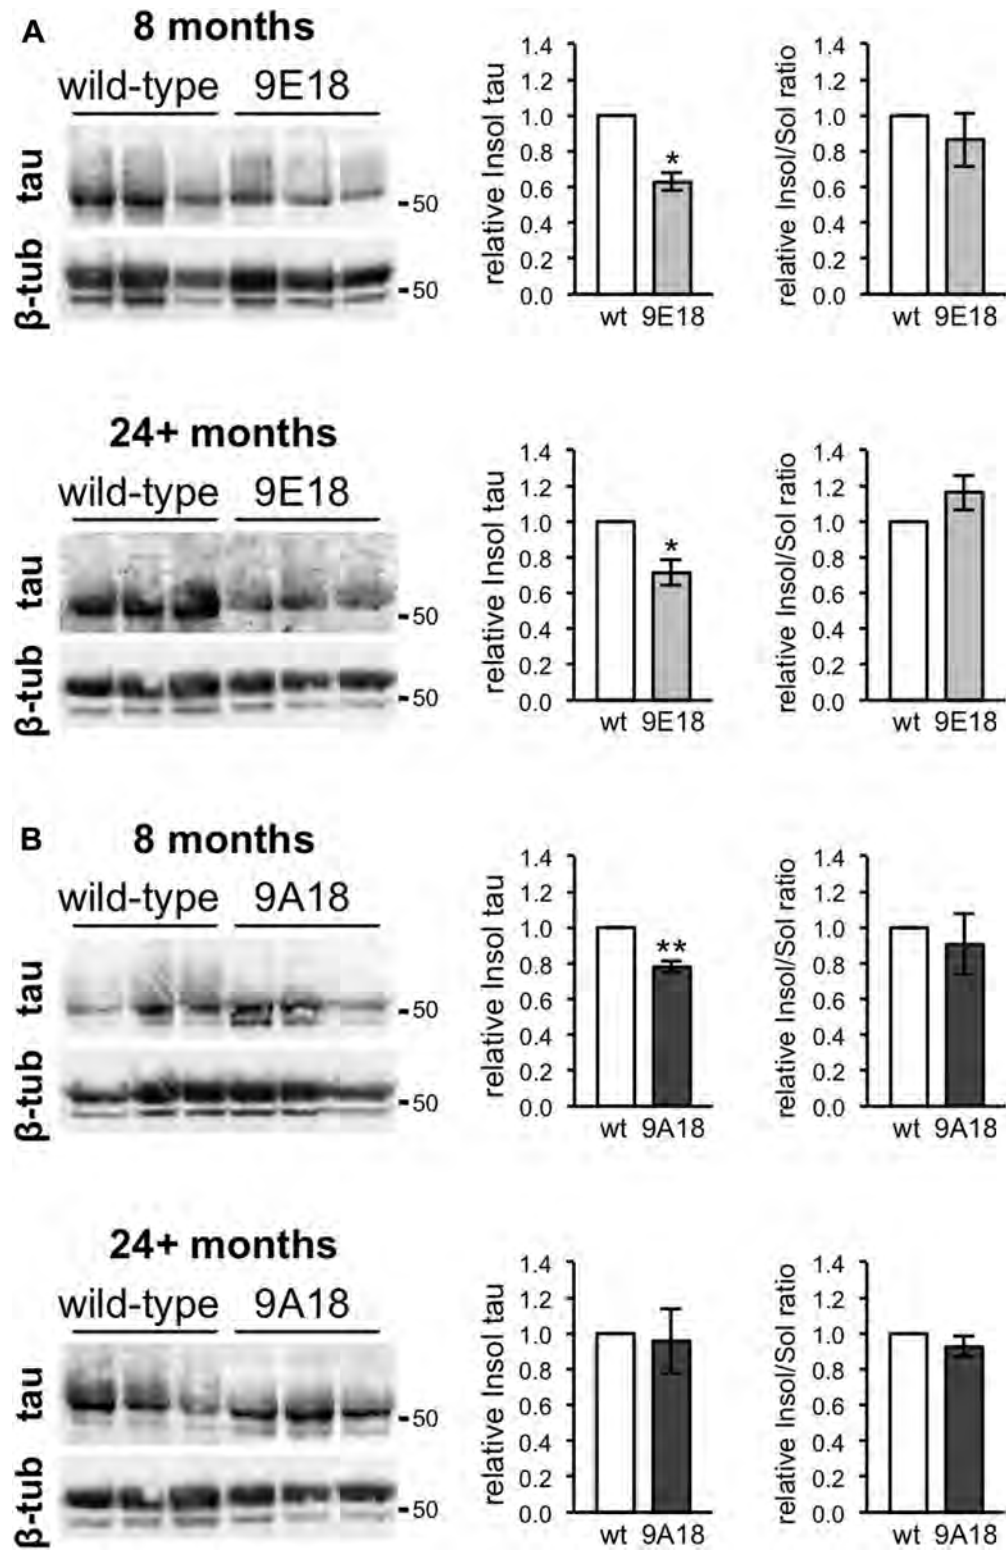 A
8 months
wild-type 9E18
tau
-50
β-tub
-50
relative Insol tau
1.4
1.2
1.0
0.8
0.6
0.4
0.2
0.0
*
wt 9E18
relative Insol/Sol ratio
1.4
1.2
1.0
0.8
0.6
0.4
0.2
0.0
wt 9E18
24+ months
wild-type 9E18
tau
-50
β-tub
-50
relative Insol tau
1.4
1.2
1.0
0.8
0.6
0.4
0.2
0.0
*
wt 9E18
relative Insol/Sol ratio
1.4
1.2
1.0
0.8
0.6
0.4
0.2
0.0
wt 9E18
B
8 months
wild-type 9A18
tau
-50
β-tub
-50
relative Insol tau
1.4
1.2
1.0
0.8
0.6
0.4
0.2
0.0
**
wt 9A18
relative Insol/Sol ratio
1.4
1.2
1.0
0.8
0.6
0.4
0.2
0.0
wt 9A18
24+ months
wild-type 9A18
tau
-50
β-tub
-50
relative Insol tau
1.4
1.2
1.0
0.8
0.6
0.4
0.2
0.0
wt 9A18
relative Insol/Sol ratio
1.4
1.2
1.0
0.8
0.6
0.4
0.2
0.0
wt 9A18